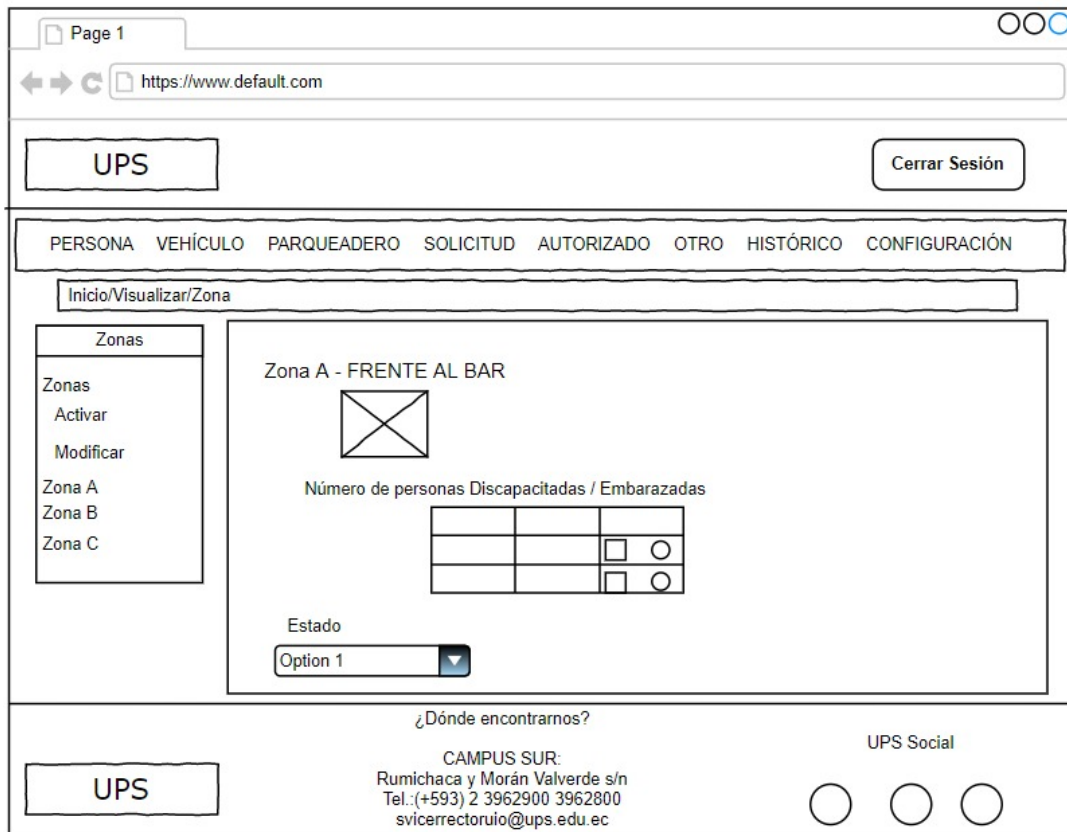 Page 1
https://www.default.com
UPS
Cerrar Sesión
PERSONA VEHÍCULO PARQUEADERO SOLICITUD AUTORIZADO OTRO HISTÓRICO CONFIGURACIÓN
Inicio/Visualizar/Zona
Zonas
Zonas
Activar
Modificar
Zona A
Zona B
Zona C
Zona A - FRENTE AL BAR
Número de personas Discapacitadas / Embarazadas
Estado
Option 1
UPS
¿Dónde encontrarnos?
CAMPUS SUR:
Rumichaca y Morán Valverde s/n
Tel.:(+593) 2 3962900 3962800
svicerrectoruio@ups.edu.ec
UPS Social